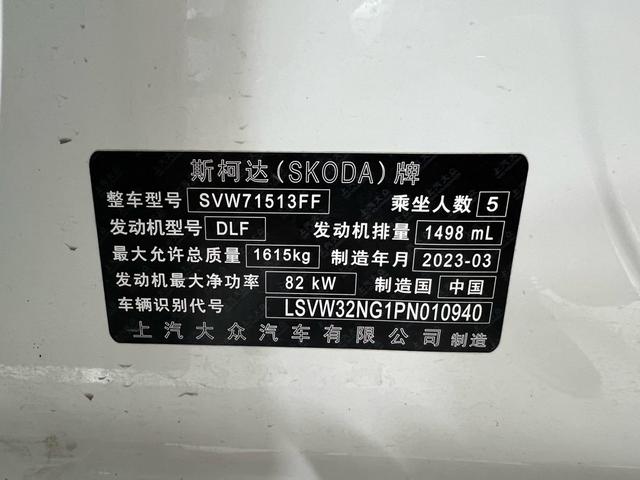 斯柯达(SKODA)牌
整车型号 SVW71513FF 乘坐人数 5
发动机型号 DLF 发动机排量 1498 mL
最大允许总质量 1615kg 制造年月 2023-03
发动机最大净功率 82 kW 制造国 中国
车辆识别代号 LSVW32NG1PN010940
上汽大众汽车有限公司 制造